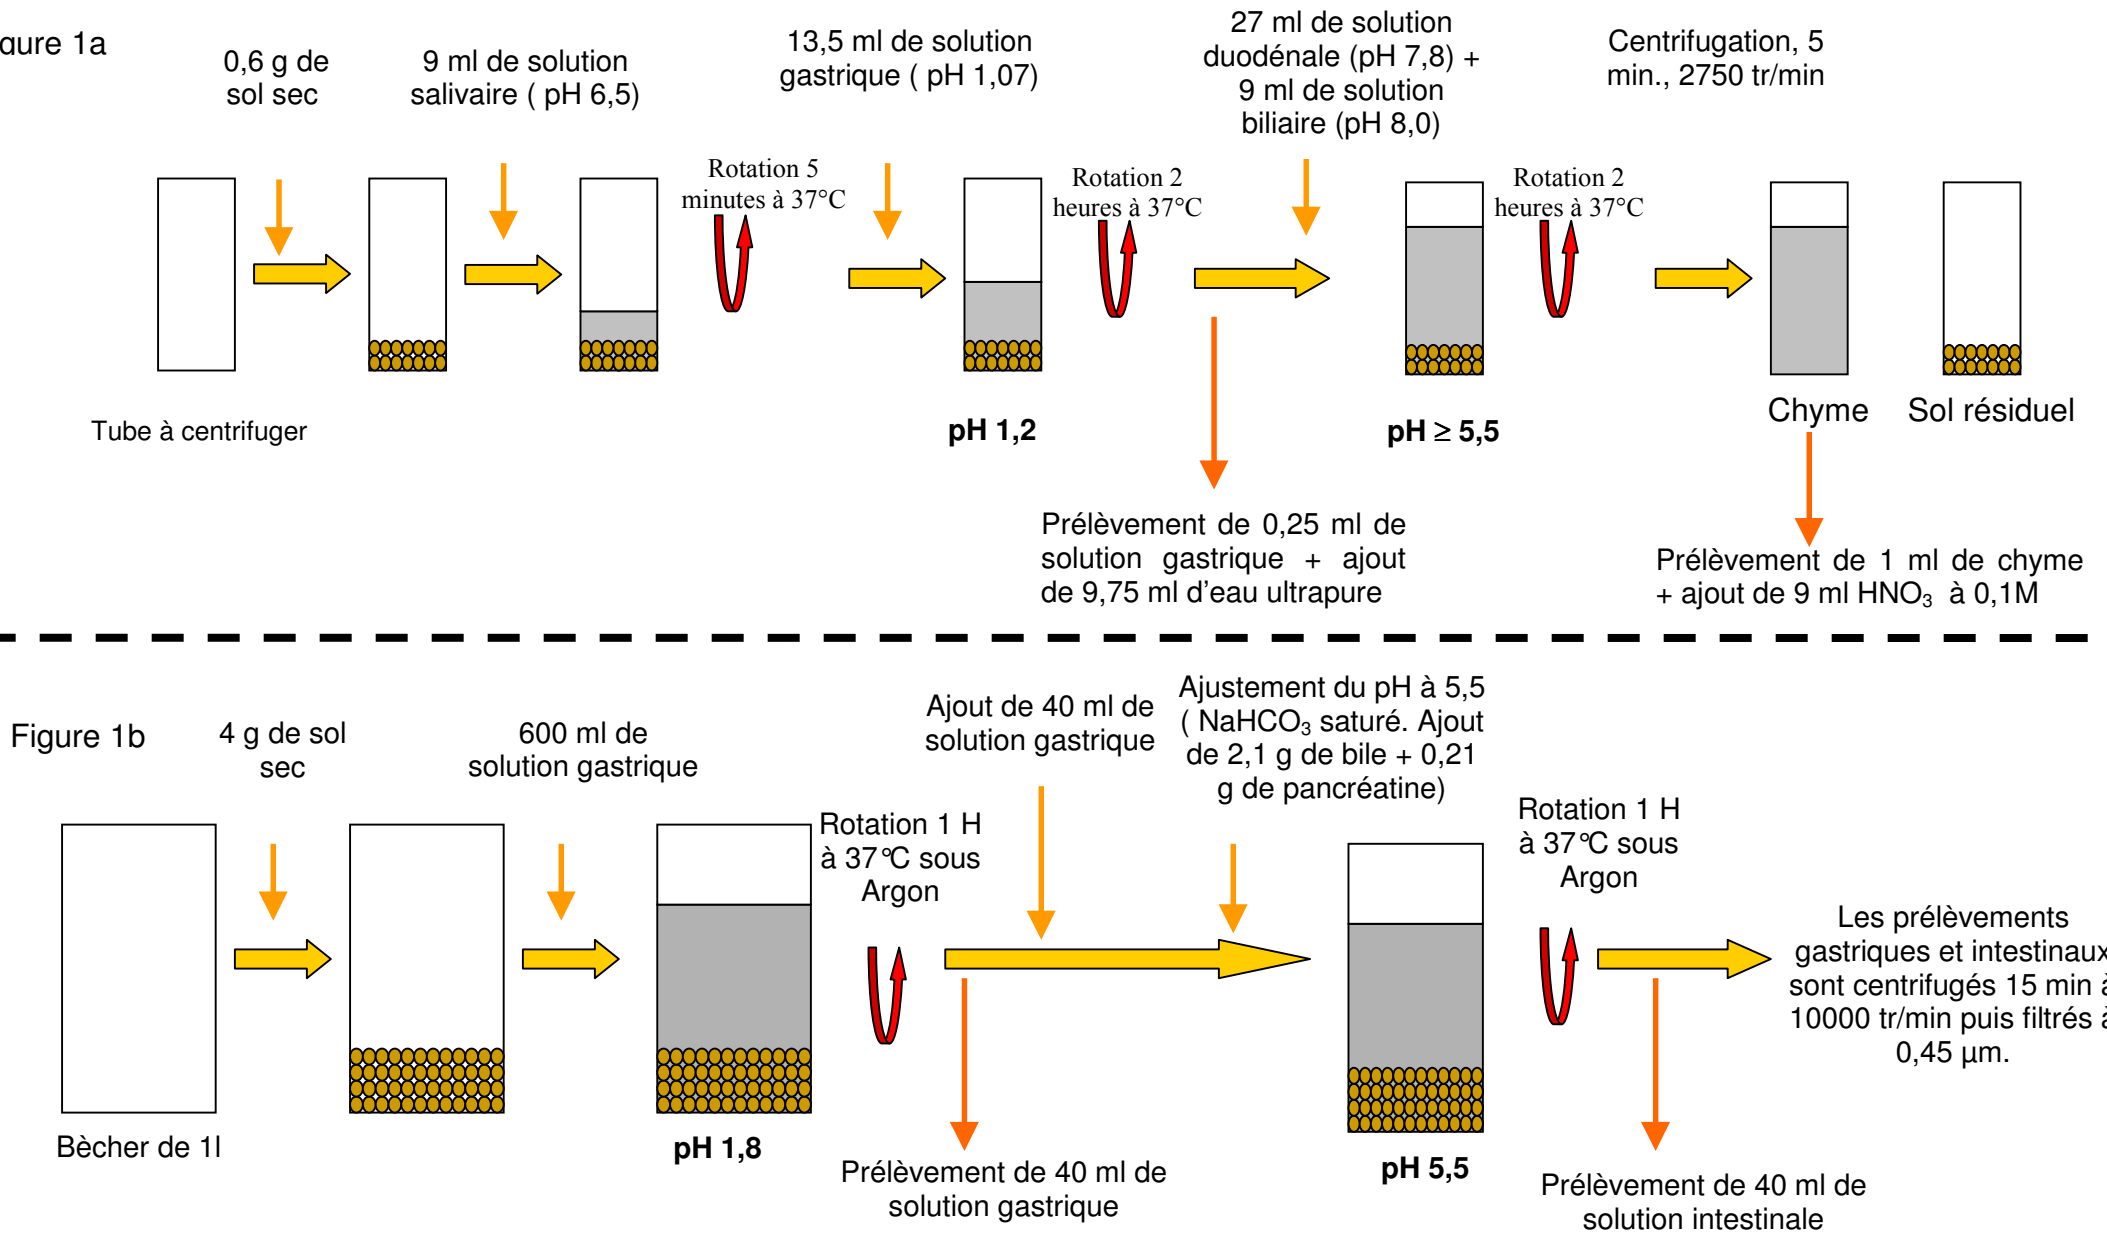 gure 1a
0,6 g de
sol sec
9 ml de solution
salivaire ( pH 6,5)
13,5 ml de solution
gastrique ( pH 1,07)
27 ml de solution
duodénale (pH 7,8) +
9 ml de solution
biliaire (pH 8,0)
Centrifugation, 5
min., 2750 tr/min
Rotation 5
minutes à 37°C
Rotation 2
heures à 37°C
Rotation 2
heures à 37°C
Tube à centrifuger
pH 1,2
pH ≥ 5,5
Chyme
Sol résiduel
Prélèvement de 0,25 ml de
solution gastrique + ajout
de 9,75 ml d'eau ultrapure
Prélèvement de 1 ml de chyme
+ ajout de 9 ml HNO₃ à 0,1M
Figure 1b
4 g de sol
sec
600 ml de
solution gastrique
Ajout de 40 ml de
solution gastrique
Ajustement du pH à 5,5
( NaHCO₃ saturé. Ajout
de 2,1 g de bile + 0,21
g de pancréatine)
Rotation 1 H
à 37°C sous
Argon
Rotation 1 H
à 37°C sous
Argon
Les prélèvements
gastriques et intestinaux
sont centrifugés 15 min à
10000 tr/min puis filtrés à
0,45 µm.
Bècher de 1l
pH 1,8
pH 5,5
Prélèvement de 40 ml de
solution gastrique
Prélèvement de 40 ml de
solution intestinale